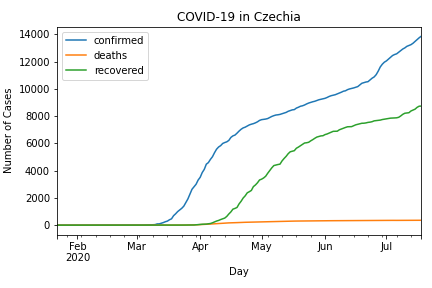 COVID-19 in Czechia
confirmed
deaths
recovered
14000
12000
10000
8000
6000
4000
2000
0
Number of Cases
Feb
2020
Mar
Apr
May
Jun
Jul
Day